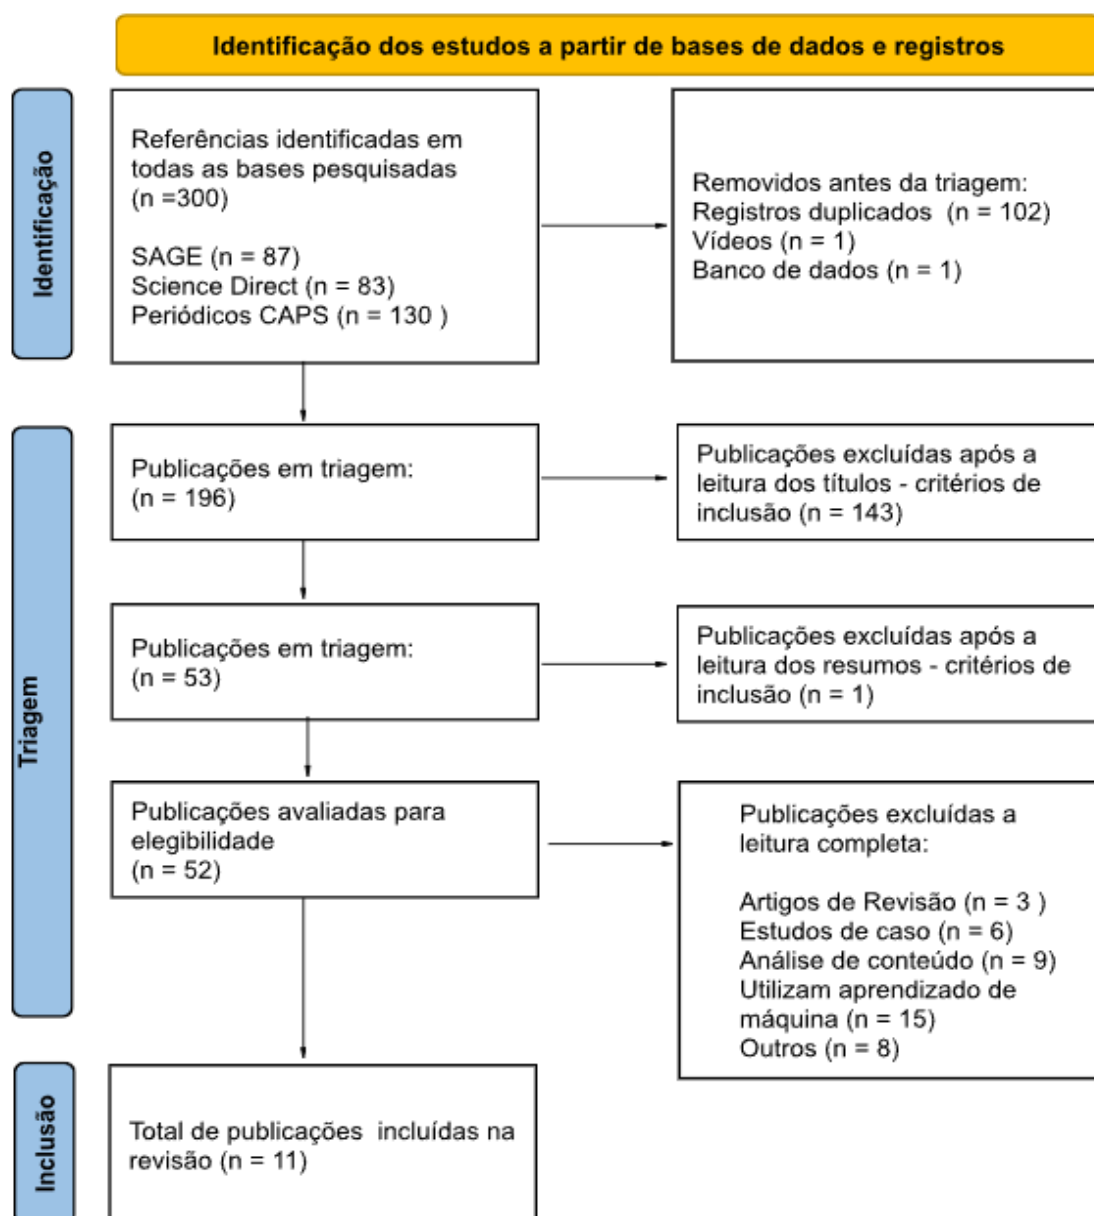 Identificação dos estudos a partir de bases de dados e registros
Identificação
Referências identificadas em
todas as bases pesquisadas
(n =300)
SAGE (n = 87)
Science Direct (n = 83)
Periódicos CAPS (n = 130 )
Removidos antes da triagem:
Registros duplicados (n = 102)
Vídeos (n = 1)
Banco de dados (n = 1)
Triagem
Publicações em triagem:
(n = 196)
Publicações excluídas após a
leitura dos títulos - critérios de
inclusão (n = 143)
Publicações em triagem:
(n = 53)
Publicações excluídas após a
leitura dos resumos - critérios de
inclusão (n = 1)
Publicações avaliadas para
elegibilidade
(n = 52)
Publicações excluídas a
leitura completa:
Artigos de Revisão (n = 3 )
Estudos de caso (n = 6)
Análise de conteúdo (n = 9)
Utilizam aprendizado de
máquina (n = 15)
Outros (n = 8)
Inclusão
Total de publicações incluídas na
revisão (n = 11)